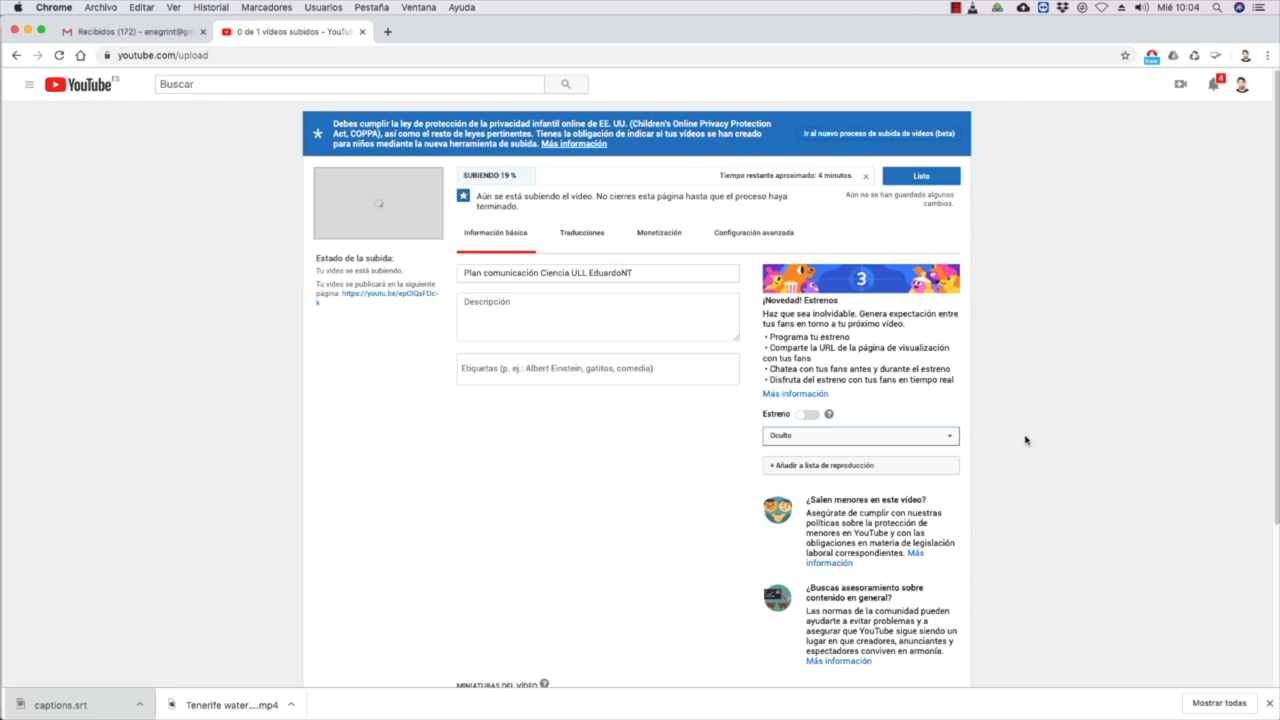 Chrome Archivo Editar Ver Historial Marcadores Usuarios Pestaña Ventana Ayuda Mié 10:04
Recibidos (172) - enegrint@gm
0 de 1 vídeos subidos - YouTu
youtube.com/upload
New
YouTube ES
Buscar
4
Debes cumplir la ley de protección de la privacidad infantil online de EE. UU. (Children's Online Privacy Protection
Act, COPPA), así como el resto de leyes pertinentes. Tienes la obligación de indicar si tus vídeos se han creado
para niños mediante la nueva herramienta de subida. Más información
Ir al nuevo proceso de subida de vídeos (beta)
SUBIENDO 19 %
Tiempo restante aproximado: 4 minutos.
Listo
Aún se está subiendo el vídeo. No cierres esta página hasta que el proceso haya
terminado.
Aún no se han guardado algunos
cambios.
Información básica Traducciones Monetización Configuración avanzada
Estado de la subida:
Tu vídeo se está subiendo.
Tu vídeo se publicará en la siguiente
página: https://youtu.be/epOlQsFDc-
k
Plan comunicación Ciencia ULL EduardoNT
Descripción
Etiquetas (p. ej.: Albert Einstein, gatitos, comedia)
3
¡Novedad! Estrenos
Haz que sea inolvidable. Genera expectación entre
tus fans en torno a tu próximo vídeo.
• Programa tu estreno
• Comparte la URL de la página de visualización
con tus fans
• Chatea con tus fans antes y durante el estreno
• Disfruta del estreno con tus fans en tiempo real
Más información
Estreno ?
Oculto
+ Añadir a lista de reproducción
¿Salen menores en este vídeo?
Asegúrate de cumplir con nuestras
políticas sobre la protección de
menores en YouTube y con las
obligaciones en materia de legislación
laboral correspondientes. Más
información
¿Buscas asesoramiento sobre
contenido en general?
Las normas de la comunidad pueden
ayudarte a evitar problemas y a
asegurar que YouTube sigue siendo un
lugar en que creadores, anunciantes y
espectadores conviven en armonía.
Más información
MINIATURAS DEL VÍDEO ?
captions.srt
Tenerife water....mp4
Mostrar todas